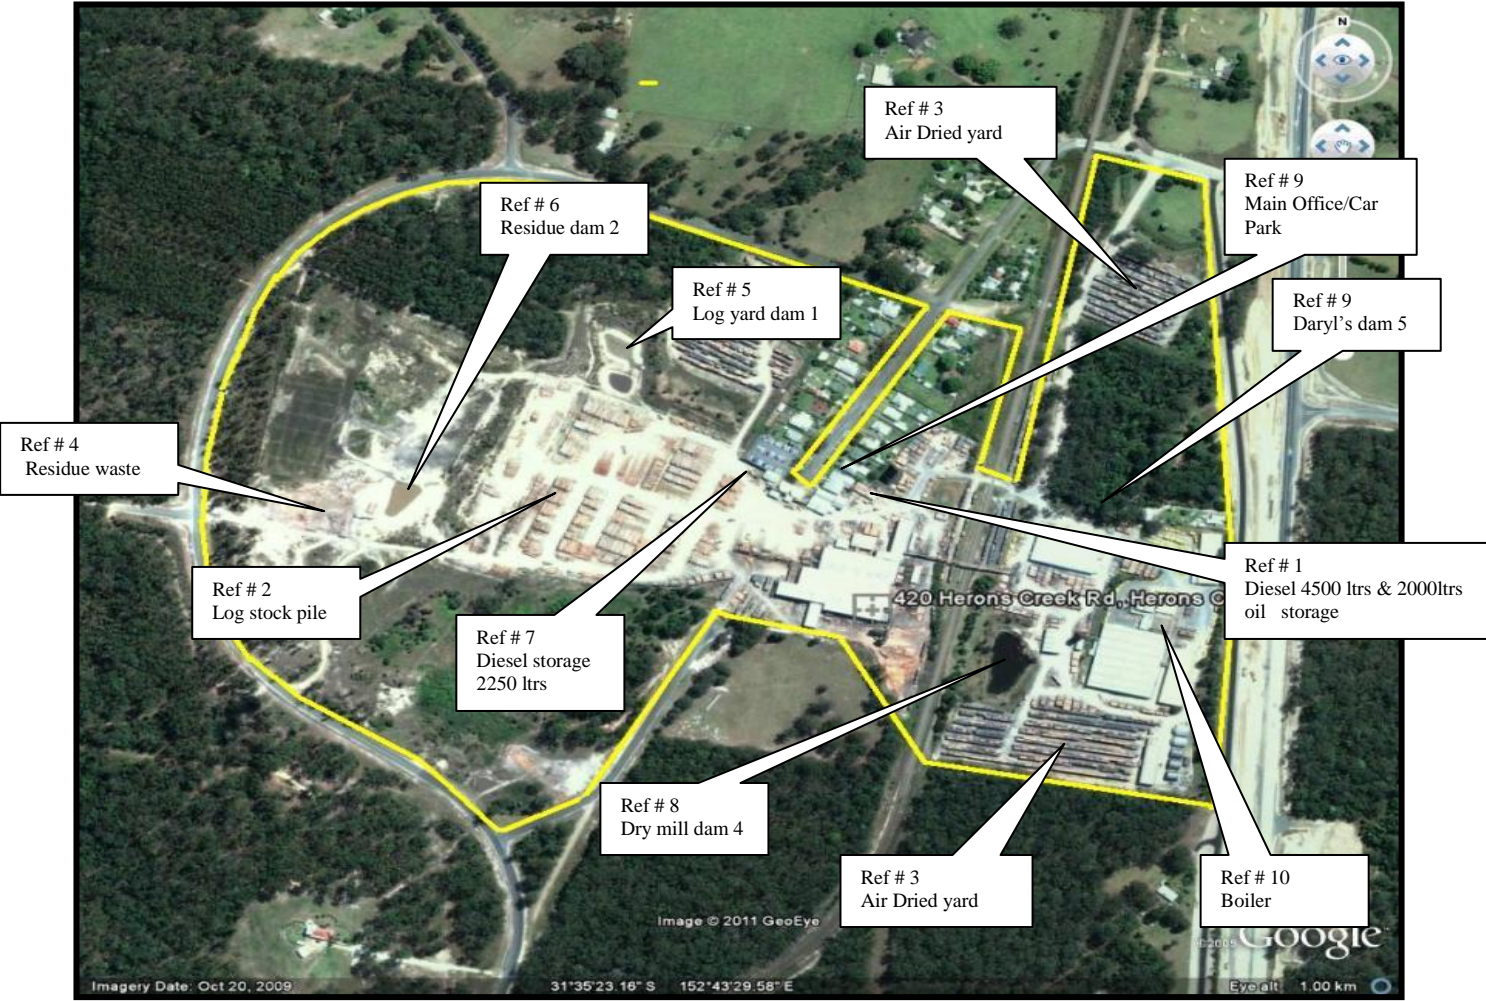 N
Ref # 3
Air Dried yard
Ref # 9
Main Office/Car
Park
Ref # 6
Residue dam 2
Ref # 5
Log yard dam 1
Ref # 9
Daryl’s dam 5
Ref # 4
Residue waste
Ref # 2
Log stock pile
Ref # 7
Diesel storage
2250 ltrs
Ref # 1
Diesel 4500 ltrs & 2000ltrs
oil storage
420 Herons Creek Rd, Herons C
Ref # 8
Dry mill dam 4
Ref # 3
Air Dried yard
Ref # 10
Boiler
Image © 2011 GeoEye
©2009 Google
Imagery Date: Oct 20, 2009
31°35'23.16" S 152°43'29.58" E
Eye alt 1.00 km